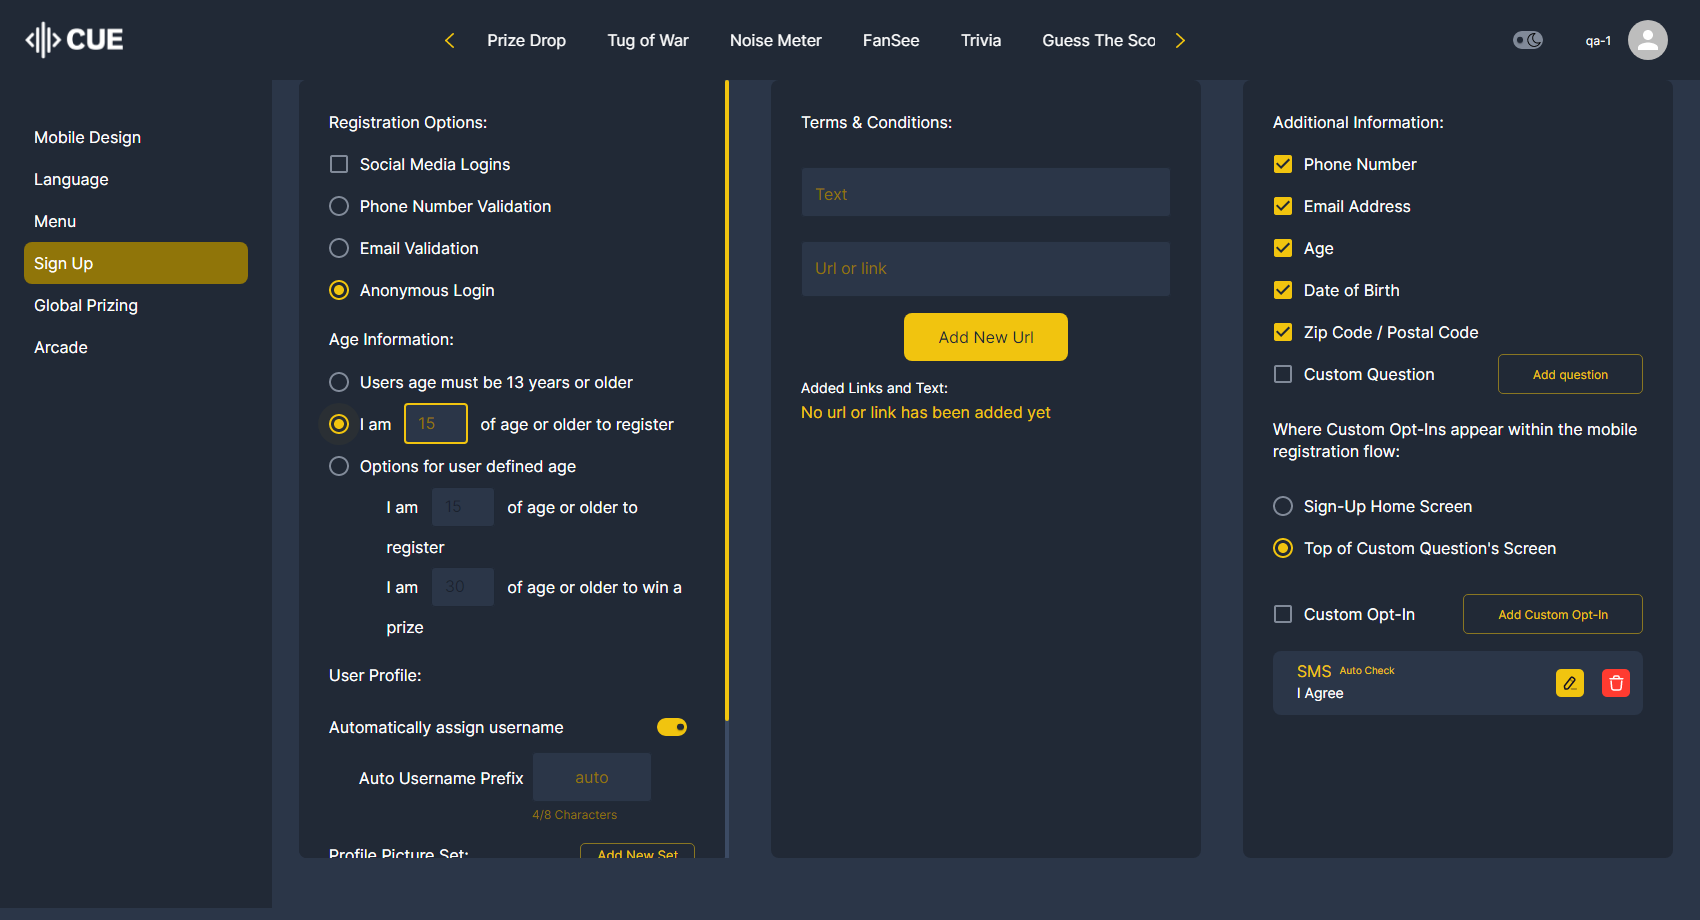 CUE
Prize Drop
Tug of War
Noise Meter
FanSee
Trivia
Guess The Sco
qa-1
Mobile Design
Language
Menu
Sign Up
Global Prizing
Arcade
Registration Options:
Social Media Logins
Phone Number Validation
Email Validation
Anonymous Login
Age Information:
Users age must be 13 years or older
I am 15 of age or older to register
Options for user defined age
I am 15 of age or older to
register
I am 30 of age or older to win a
prize
User Profile:
Automatically assign username
Auto Username Prefix auto
4/8 Characters
Profile Picture Set: Add New Set
Terms & Conditions:
Text
Url or link
Add New Url
Added Links and Text:
No url or link has been added yet
Additional Information:
Phone Number
Email Address
Age
Date of Birth
Zip Code / Postal Code
Custom Question Add question
Where Custom Opt-Ins appear within the mobile
registration flow:
Sign-Up Home Screen
Top of Custom Question's Screen
Custom Opt-In Add Custom Opt-In
SMS Auto Check
I Agree